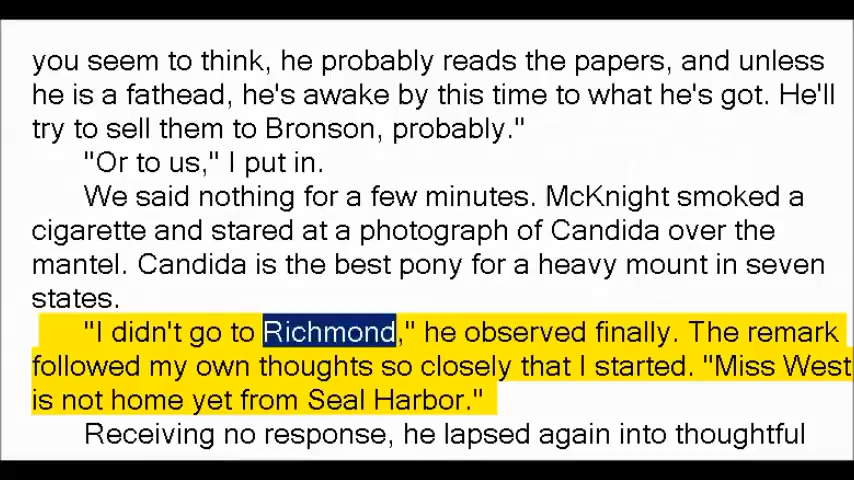 you seem to think, he probably reads the papers, and unless
he is a fathead, he's awake by this time to what he's got. He'll
try to sell them to Bronson, probably."
"Or to us," I put in.
We said nothing for a few minutes. McKnight smoked a
cigarette and stared at a photograph of Candida over the
mantel. Candida is the best pony for a heavy mount in seven
states.
"I didn't go to Richmond," he observed finally. The remark
followed my own thoughts so closely that I started. "Miss West
is not home yet from Seal Harbor."
Receiving no response, he lapsed again into thoughtful